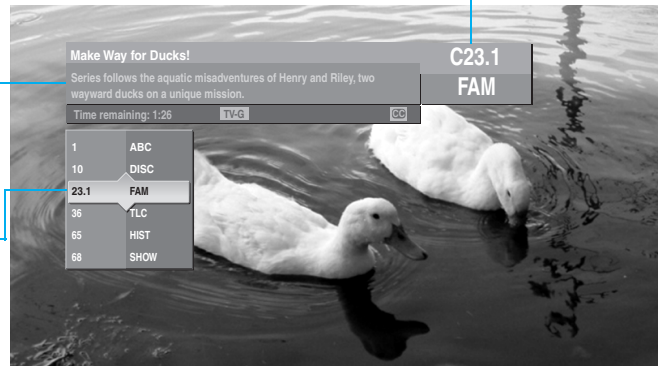 Make Way for Ducks!
C23.1
Series follows the aquatic misadventures of Henry and Riley, two
wayward ducks on a unique mission.
FAM
Time remaining: 1:26 TV-G CC
1 ABC
10 DISC
23.1 FAM
36 TLC
65 HIST
68 SHOW